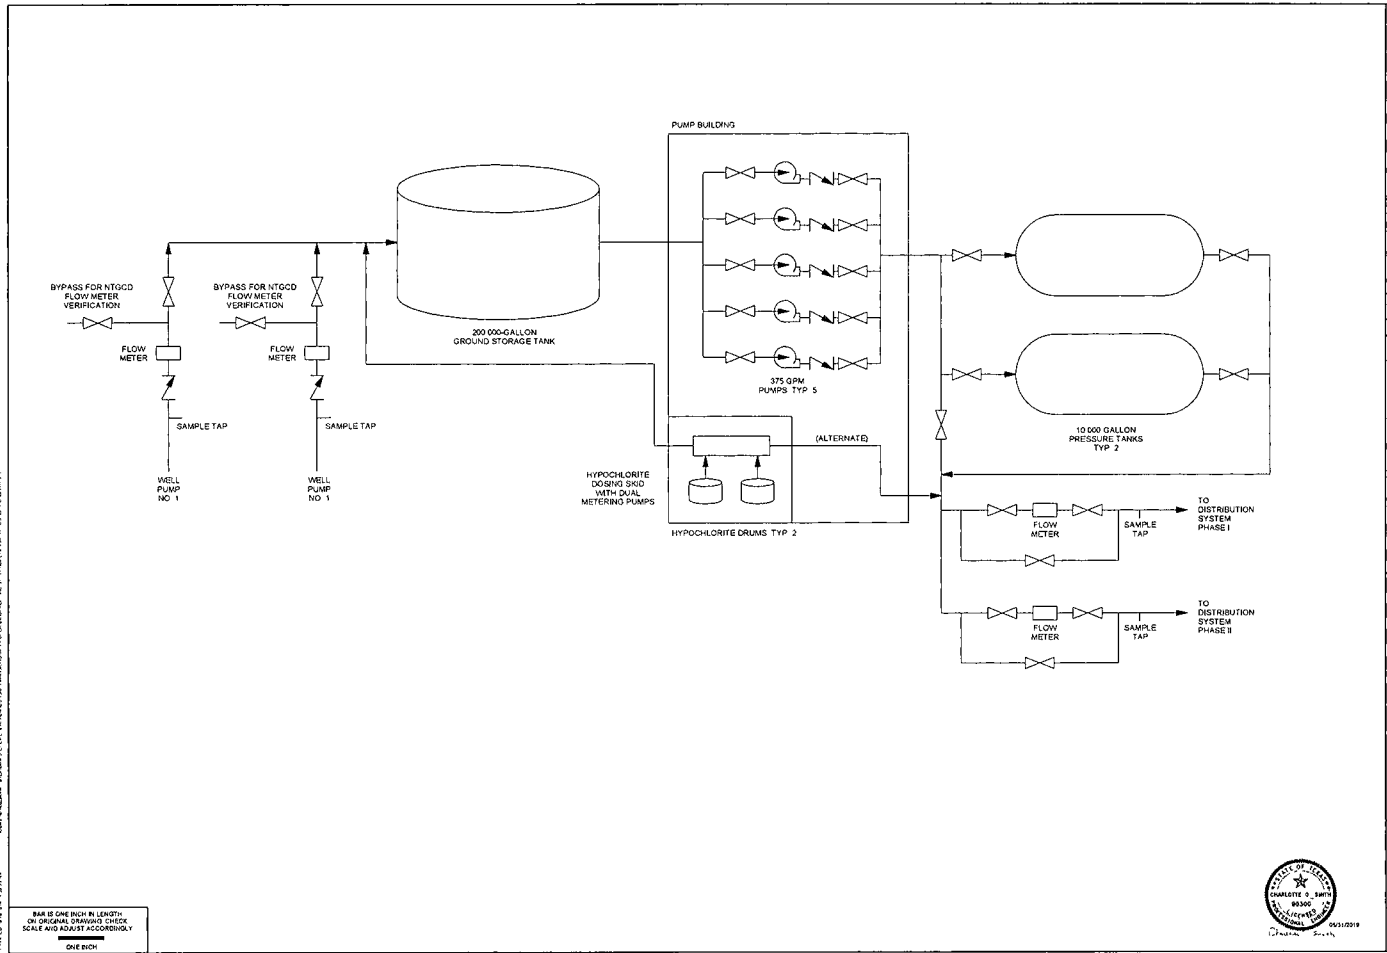 PUMP BUILDING
BYPASS FOR NTGCD
FLOW METER
VERIFICATION
BYPASS FOR NTGCD
FLOW METER
VERIFICATION
FLOW
METER
FLOW
METER
SAMPLE TAP
SAMPLE TAP
WELL
PUMP
NO 1
WELL
PUMP
NO 1
200 000-GALLON
GROUND STORAGE TANK
375 GPM
PUMPS TYP 5
HYPOCHLORITE
DOSING SKID
WITH DUAL
METERING PUMPS
(ALTERNATE)
HYPOCHLORITE DRUMS TYP 2
10 000 GALLON
PRESSURE TANKS
TYP 2
FLOW
METER
SAMPLE
TAP
TO
DISTRIBUTION
SYSTEM
PHASE I
FLOW
METER
SAMPLE
TAP
TO
DISTRIBUTION
SYSTEM
PHASE II
BAR IS ONE INCH IN LENGTH
ON ORIGINAL DRAWING CHECK
SCALE AND ADJUST ACCORDINGLY
ONE INCH
STATE OF TEXAS
CHARLOTTE O SMITH
90300
LICENSED
PROFESSIONAL ENGINEER
05/31/2019